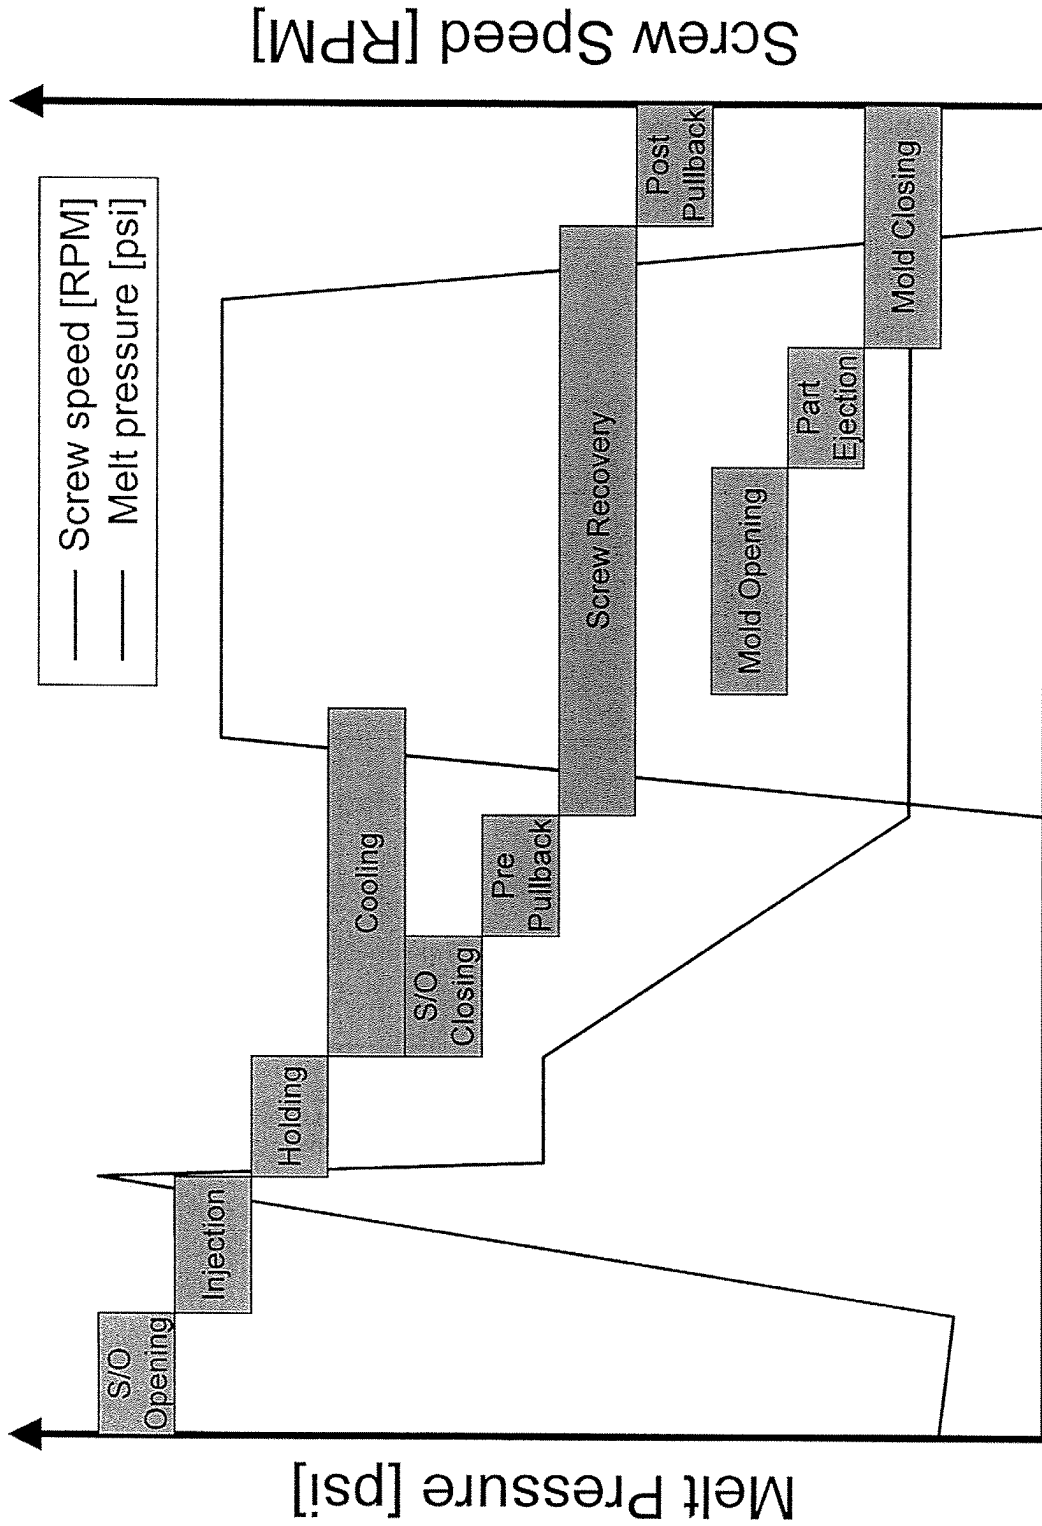 Melt Pressure [psi]
Screw Speed [RPM]
Screw speed [RPM]
Melt pressure [psi]
S/O
Opening
Injection
Holding
Cooling
S/O
Closing
Pre
Pullback
Screw Recovery
Post
Pullback
Mold Opening
Part
Ejection
Mold Closing